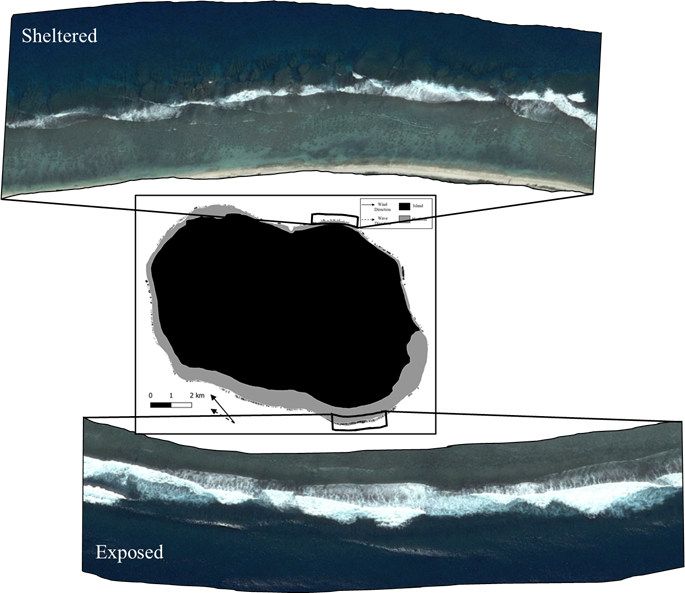 Sheltered
Wind
Direction
Island
Wave
0 1 2 km
Exposed